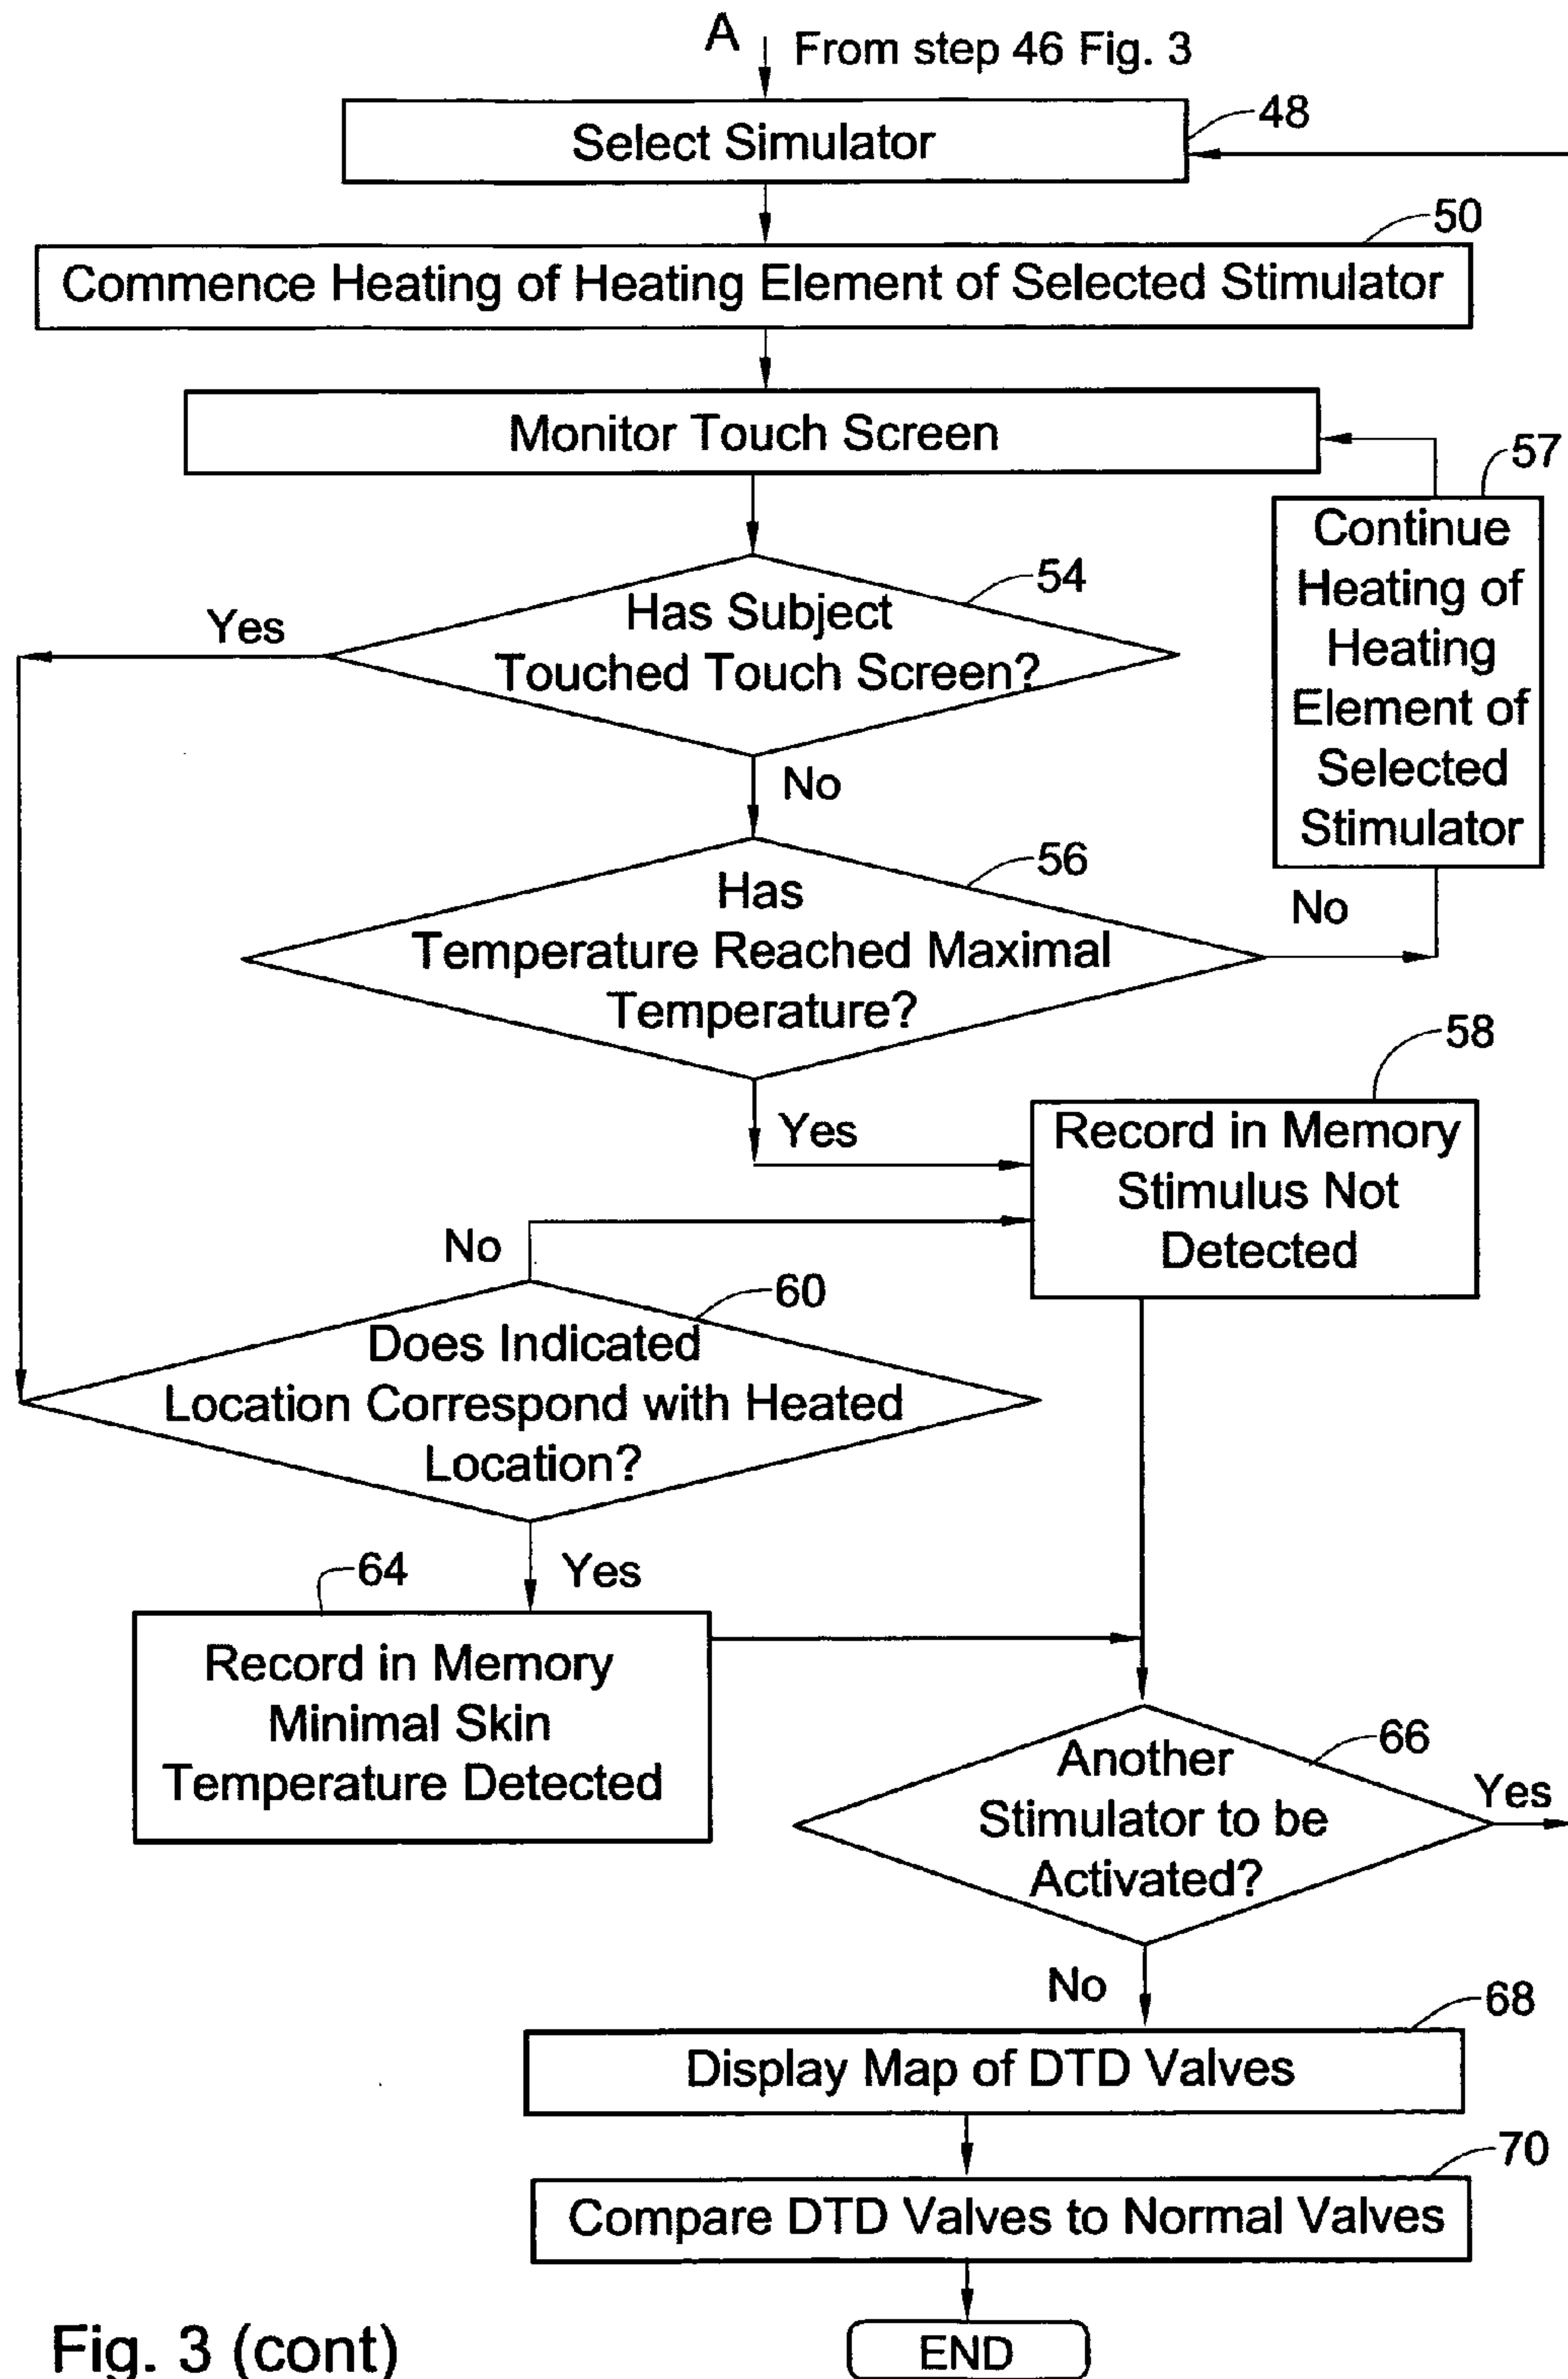 A From step 46 Fig. 3
48
Select Simulator
50
Commence Heating of Heating Element of Selected Stimulator
Monitor Touch Screen
57
Continue
Heating of
Heating
Element of
Selected
Stimulator
54
Has Subject
Touched Touch Screen?
Yes
No
56
Has
Temperature Reached Maximal
Temperature?
No
Yes
58
Record in Memory
Stimulus Not
Detected
No
60
Does Indicated
Location Correspond with Heated
Location?
Yes
64
Record in Memory
Minimal Skin
Temperature Detected
66
Another
Stimulator to be
Activated?
Yes
No
68
Display Map of DTD Valves
70
Compare DTD Valves to Normal Valves
END
Fig. 3 (cont)